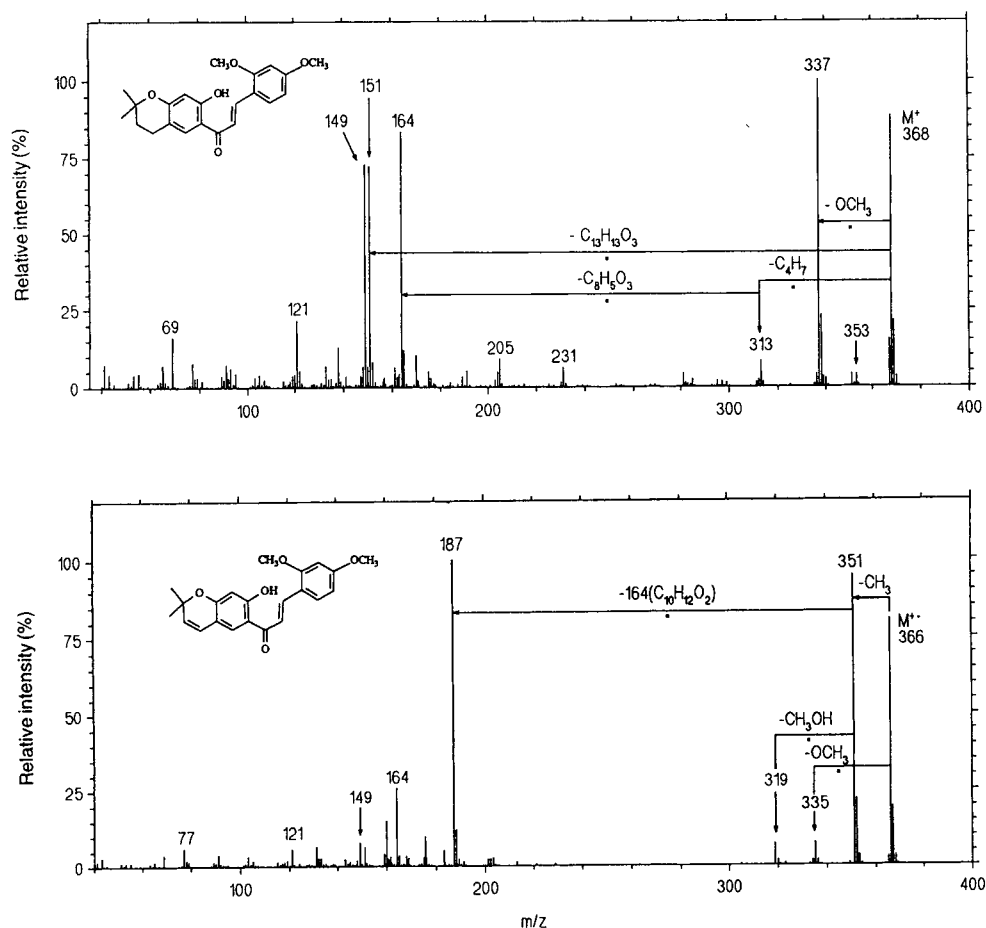 CH₃O
OCH₃
O
OH
O
337
100
151
149
164
M⁺
368
75
- OCH₃
50
- C₁₃H₁₃O₃
-C₄H₇
-C₈H₅O₃
25
69
121
205
231
313
353
0
100
200
300
400
Relative intensity (%)
187
351
100
CH₃O
OCH₃
O
OH
O
-164(C₁₀H₁₂O₂)
-CH₃
M⁺·
366
75
50
-CH₃OH
-OCH₃
319
335
25
77
121
149
164
0
100
200
300
400
Relative intensity (%)
m/z